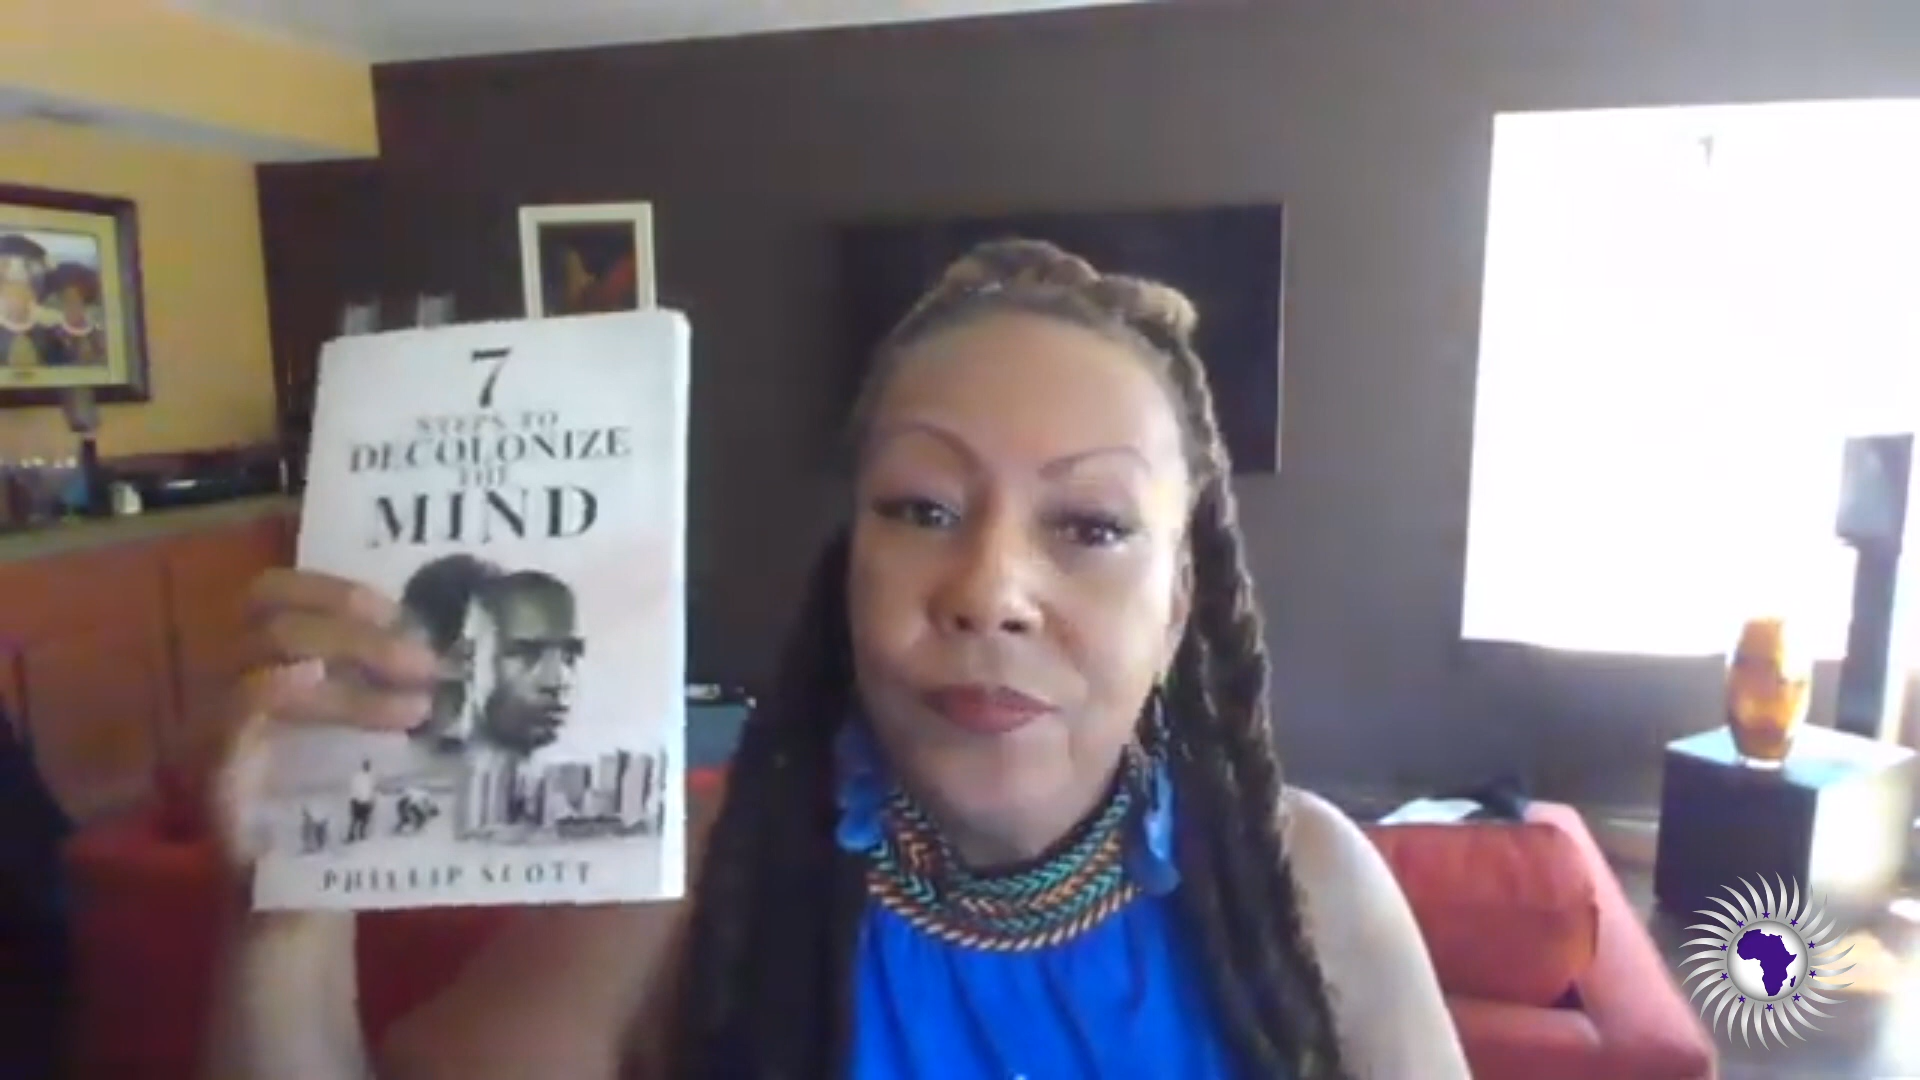 7
STEPS TO
DECOLONIZE
THE
MIND
PHILLIP SCOTT